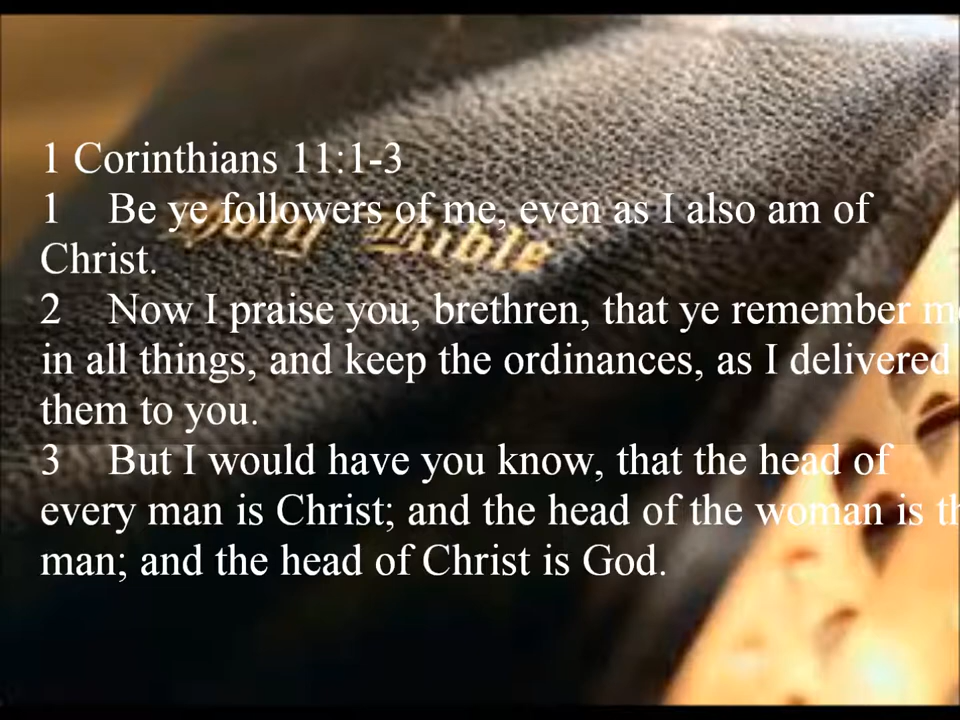 1 Corinthians 11:1-3
1 Be ye followers of me, even as I also am of
Christ.
2 Now I praise you, brethren, that ye remember m
in all things, and keep the ordinances, as I delivered
them to you.
3 But I would have you know, that the head of
every man is Christ; and the head of the woman is th
man; and the head of Christ is God.
Holy Bible